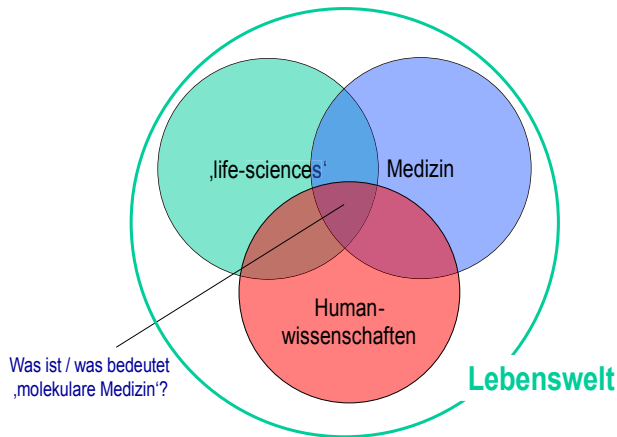 ‚life-sciences‘
Medizin
Human-
wissenschaften
Was ist / was bedeutet
‚molekulare Medizin‘?
Lebenswelt